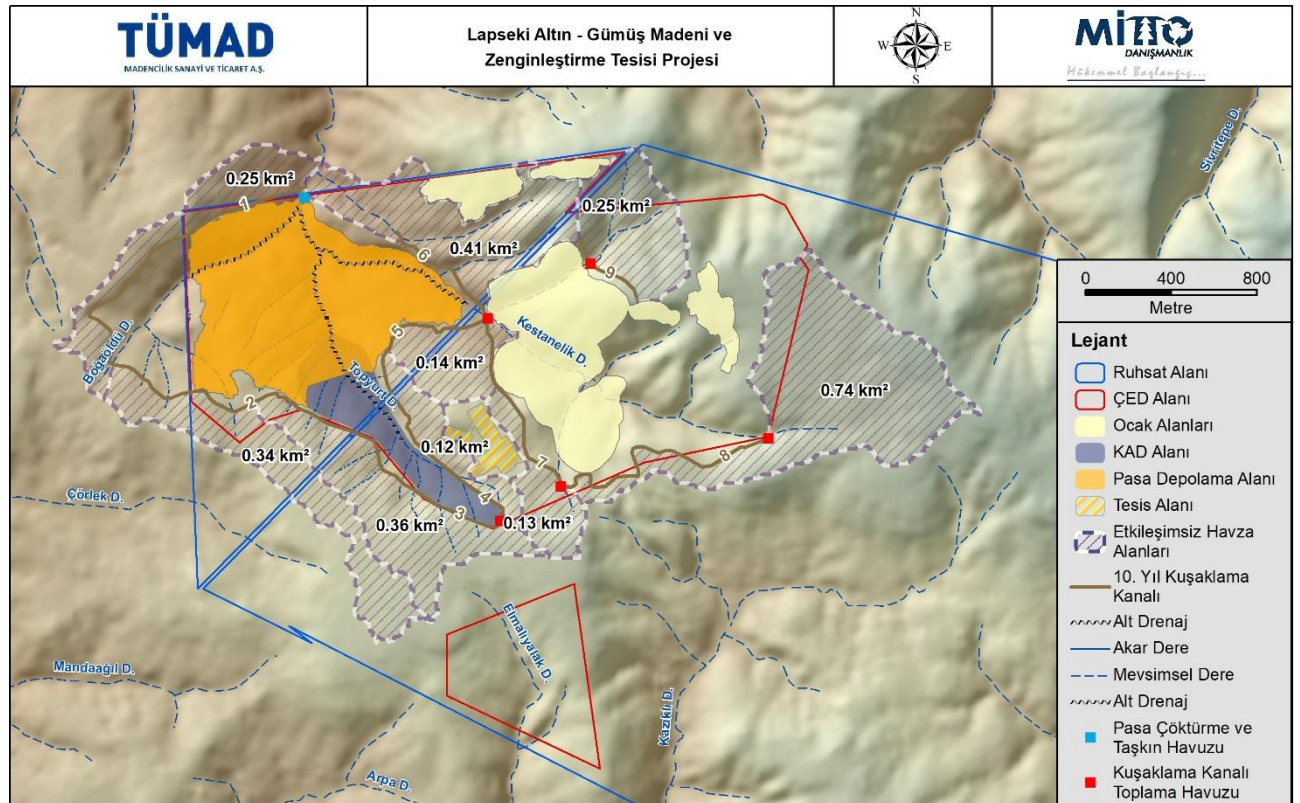 TÜMAD
MADENCİLİK SANAYİ VE TİCARET A.Ş.
Lapseki Altın - Gümüş Madeni ve
Zenginleştirme Tesisi Projesi
N
W
E
S
MİTTO
DANIŞMANLIK
Mükemmel Başlangıç...
Sivritepe D.
0.25 km²
1
0.25 km²
0.41 km²
6
9
Kestanelik D.
5
Boğaöldü D.
0.14 km²
Topyurt D.
0.74 km²
2
0.12 km²
0.34 km²
7
8
4
Çörlek D.
3
0.36 km²
0.13 km²
Elmalıyalak D.
Mandaağıl D.
Kazıklı D.
Arpa D.
0 400 800
Metre
Lejant
Ruhsat Alanı
ÇED Alanı
Ocak Alanları
KAD Alanı
Pasa Depolama Alanı
Tesis Alanı
Etkileşimsiz Havza
Alanları
10. Yıl Kuşaklama
Kanalı
Alt Drenaj
Akar Dere
Mevsimsel Dere
Alt Drenaj
Pasa Çöktürme ve
Taşkın Havuzu
Kuşaklama Kanalı
Toplama Havuzu